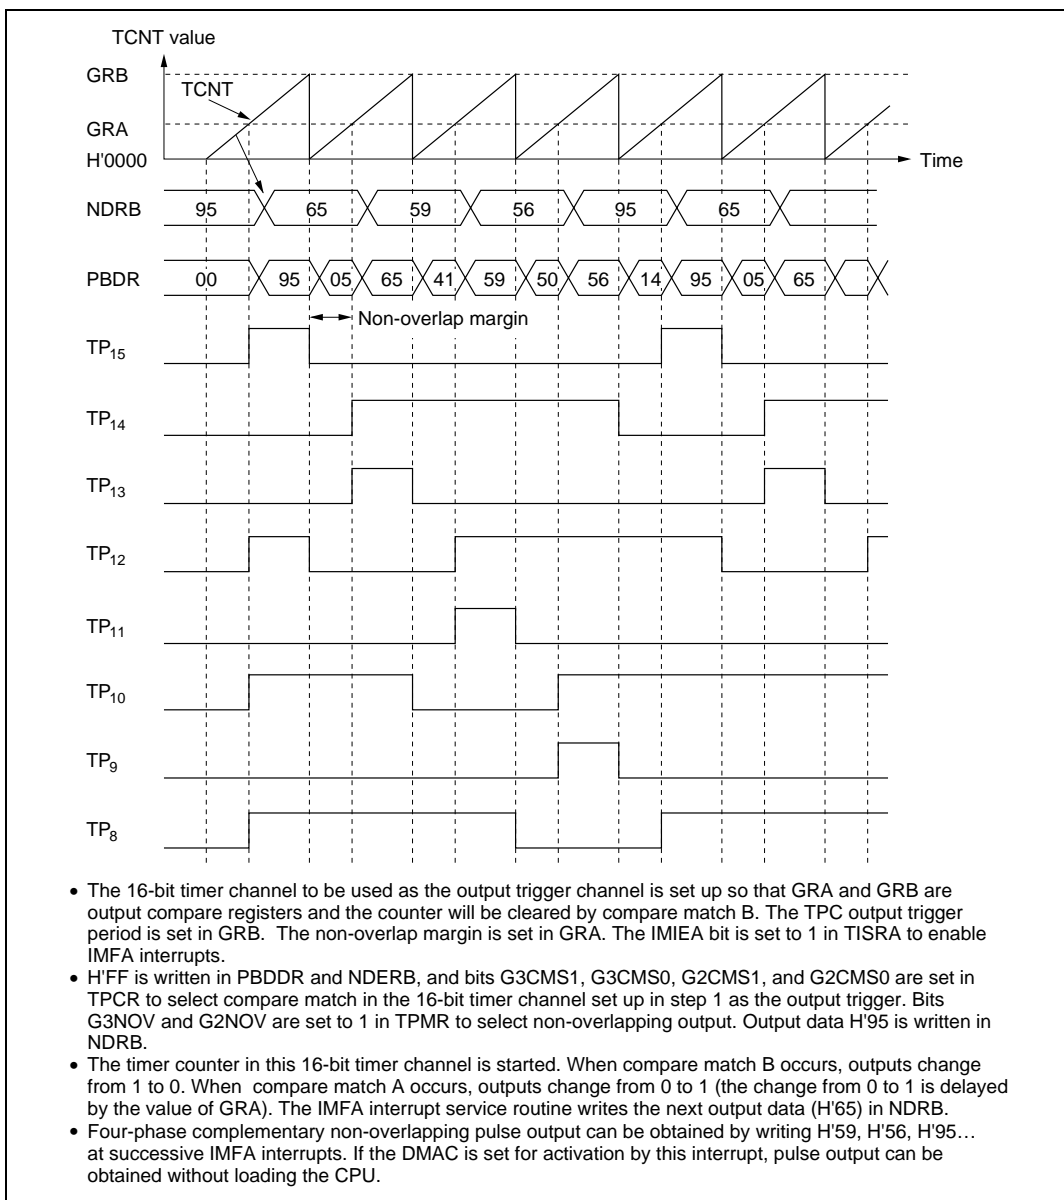 TCNT value
GRB
TCNT
GRA
H'0000
Time
NDRB 95 65 59 56 95 65
PBDR 00 95 05 65 41 59 50 56 14 95 05 65
Non-overlap margin
TP15
TP14
TP13
TP12
TP11
TP10
TP9
TP8
• The 16-bit timer channel to be used as the output trigger channel is set up so that GRA and GRB are
output compare registers and the counter will be cleared by compare match B. The TPC output trigger
period is set in GRB. The non-overlap margin is set in GRA. The IMIEA bit is set to 1 in TISRA to enable
IMFA interrupts.
• H'FF is written in PBDDR and NDERB, and bits G3CMS1, G3CMS0, G2CMS1, and G2CMS0 are set in
TPCR to select compare match in the 16-bit timer channel set up in step 1 as the output trigger. Bits
G3NOV and G2NOV are set to 1 in TPMR to select non-overlapping output. Output data H'95 is written in
NDRB.
• The timer counter in this 16-bit timer channel is started. When compare match B occurs, outputs change
from 1 to 0. When compare match A occurs, outputs change from 0 to 1 (the change from 0 to 1 is delayed
by the value of GRA). The IMFA interrupt service routine writes the next output data (H'65) in NDRB.
• Four-phase complementary non-overlapping pulse output can be obtained by writing H'59, H'56, H'95…
at successive IMFA interrupts. If the DMAC is set for activation by this interrupt, pulse output can be
obtained without loading the CPU.